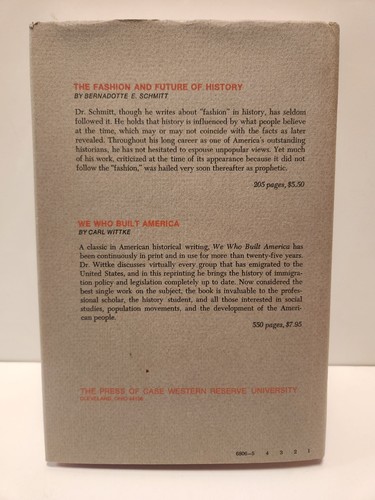 THE FASHION AND FUTURE OF HISTORY
BY BERNADOTTE E. SCHMITT
Dr. Schmitt, though he writes about "fashion" in history, has seldom
followed it. He holds that history is influenced by what people believe
at the time, which may or may not coincide with the facts as later
revealed. Throughout his long career as one of America's outstanding
historians, he has not hesitated to espouse unpopular views. Yet much
of his work, criticized at the time of its appearance because it did not
follow the "fashion," was hailed very soon thereafter as prophetic.
205 pages, $5.50
WE WHO BUILT AMERICA
BY CARL WITTKE
A classic in American historical writing, We Who Built America has
been continuously in print and in use for more than twenty-five years.
Dr. Wittke discusses virtually every group that has emigrated to the
United States, and in this reprinting he brings the history of immigra-
tion policy and legislation completely up to date. Now considered the
best single work on the subject, the book is invaluable to the profes-
sional scholar, the history student, and all those interested in social
studies, population movements, and the development of the Ameri-
can people.
550 pages, $7.95
THE PRESS OF CASE WESTERN RESERVE UNIVERSITY
CLEVELAND, OHIO 44106